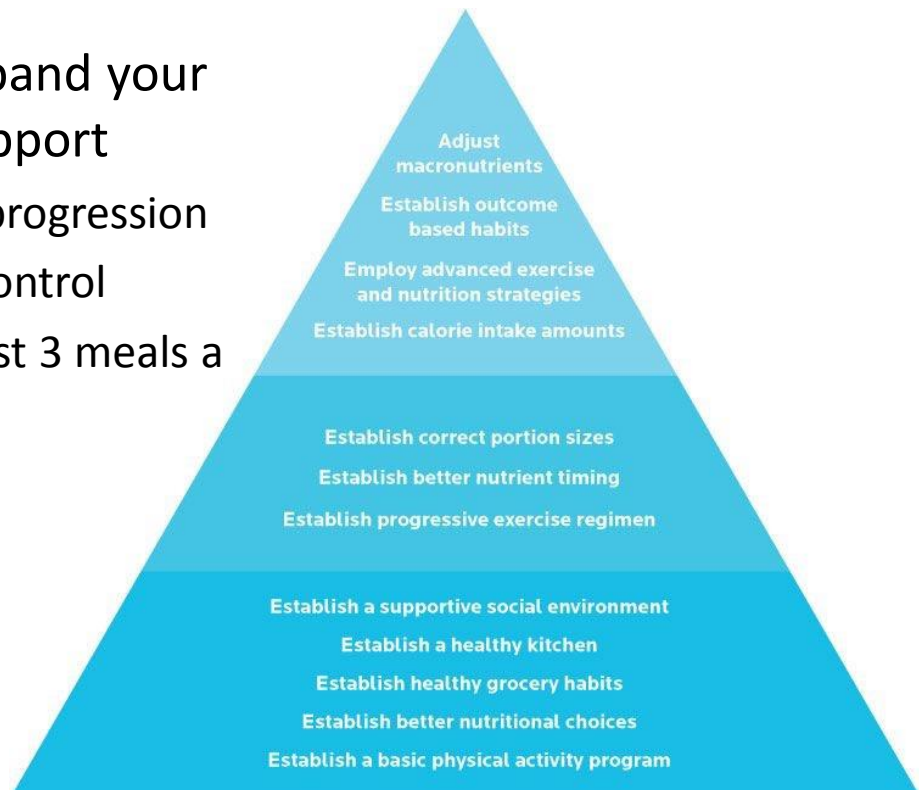 pand your
pport
progression
ontrol
st 3 meals a
Adjust
macronutrients
Establish outcome
based habits
Employ advanced exercise
and nutrition strategies
Establish calorie intake amounts
Establish correct portion sizes
Establish better nutrient timing
Establish progressive exercise regimen
Establish a supportive social environment
Establish a healthy kitchen
Establish healthy grocery habits
Establish better nutritional choices
Establish a basic physical activity program